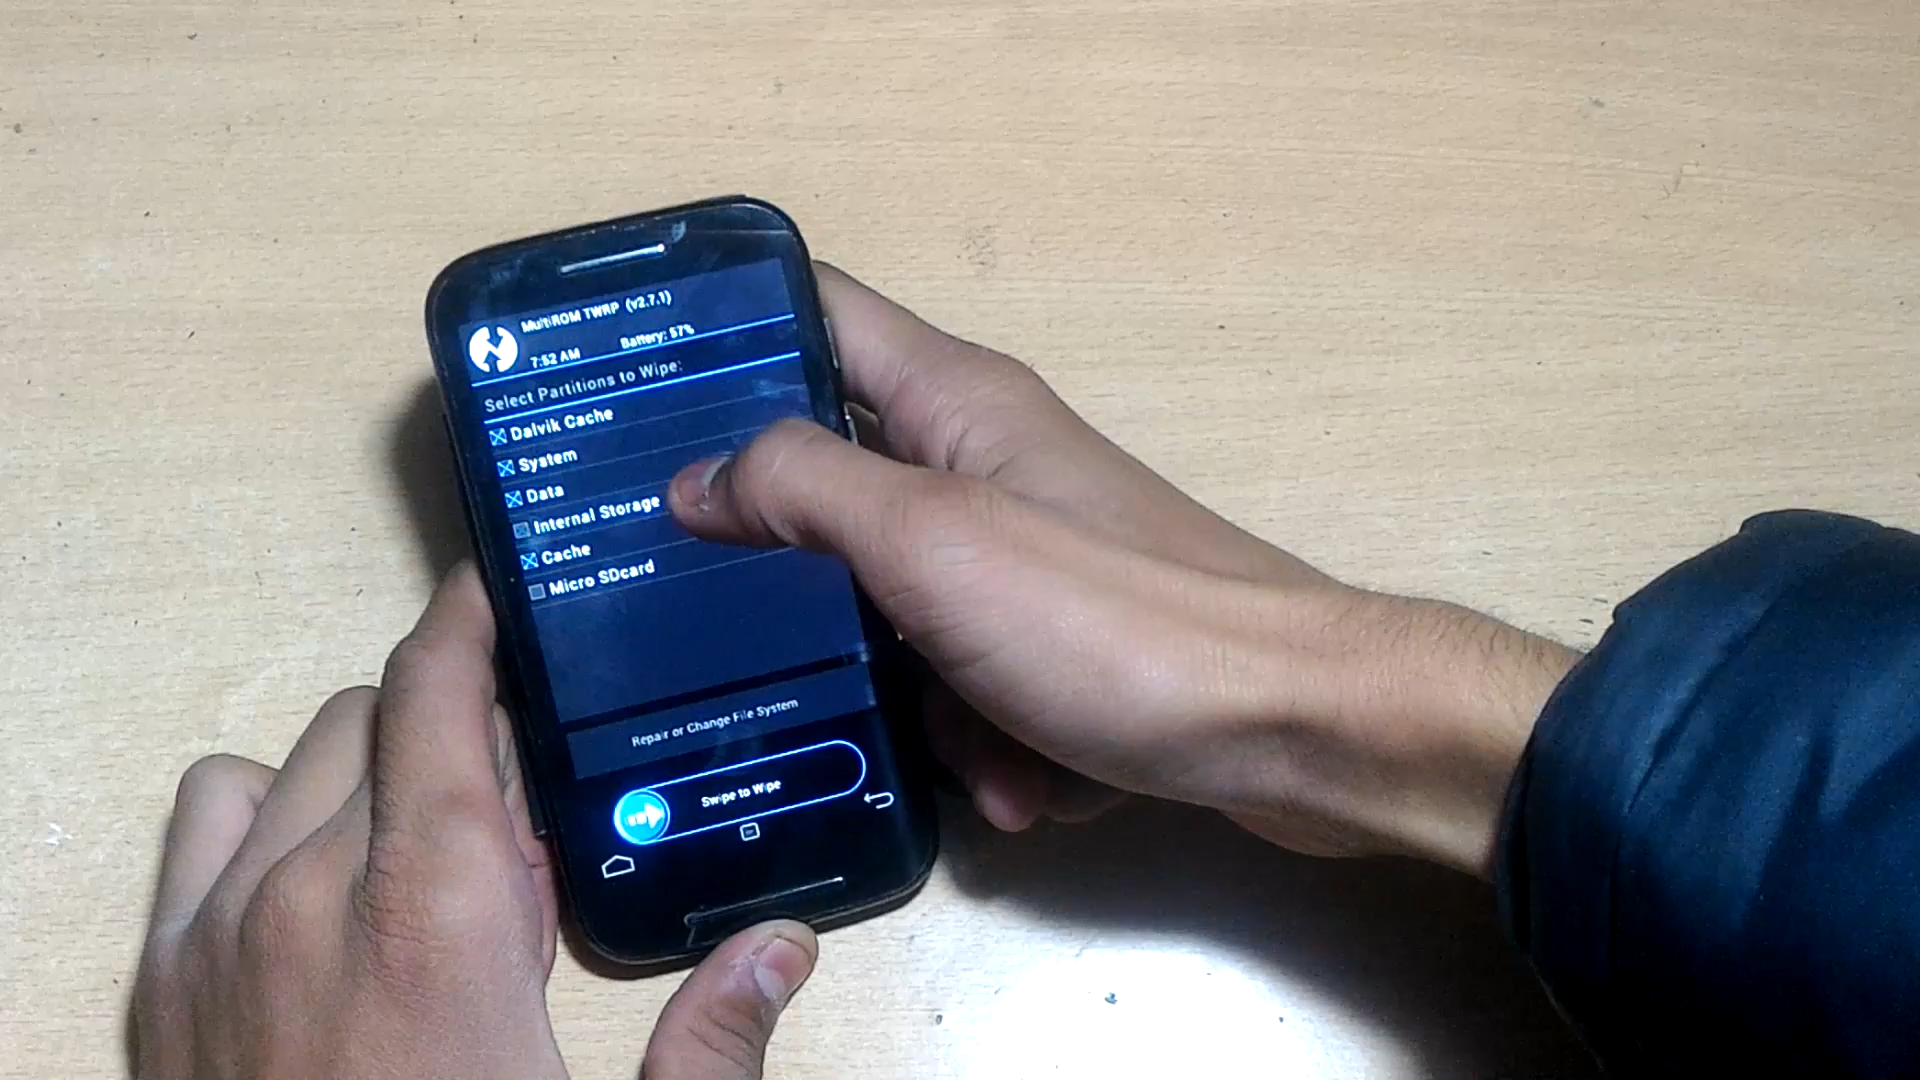 MultiROM TWRP (v2.7.1)
7:52 AM Battery: 57%
Select Partitions to Wipe:
Dalvik Cache
System
Data
Internal Storage
Cache
Micro SDcard
Repair or Change File System
Swipe to Wipe